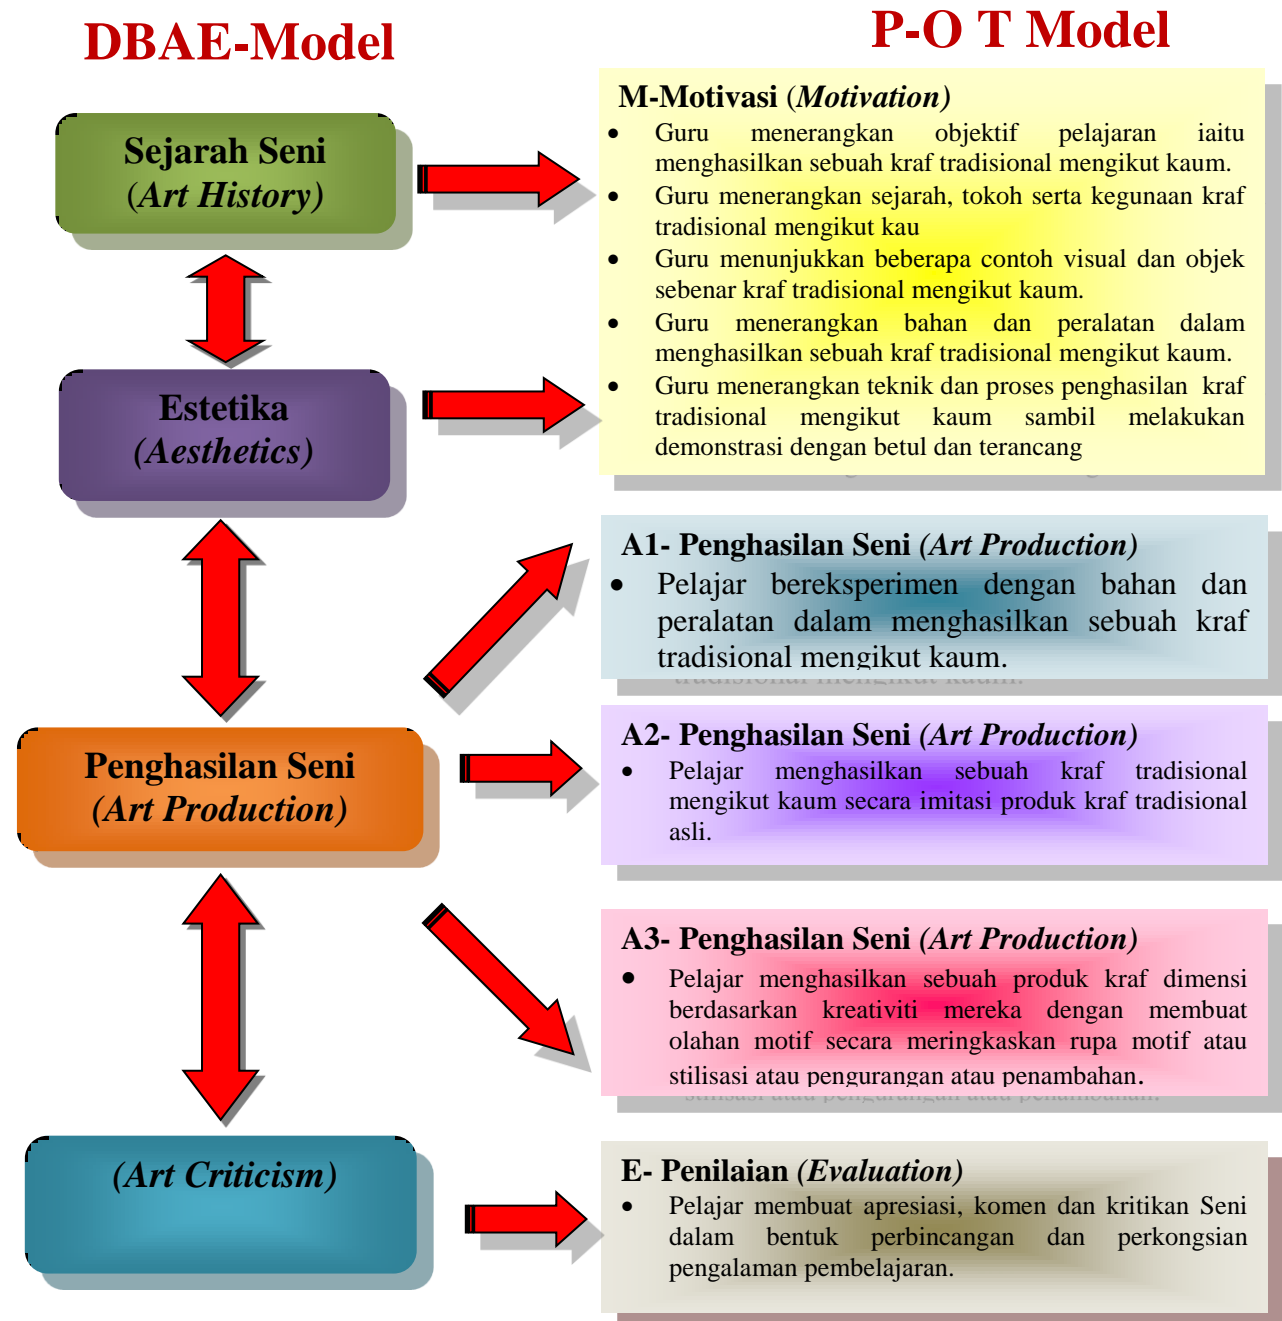 DBAE-Model
P-O T Model
Sejarah Seni
(Art History)
Estetika
(Aesthetics)
Penghasilan Seni
(Art Production)
(Art Criticism)
M-Motivasi (Motivation)
• Guru menerangkan objektif pelajaran iaitu
menghasilkan sebuah kraf tradisional mengikut kaum.
• Guru menerangkan sejarah, tokoh serta kegunaan kraf
tradisional mengikut kau
• Guru menunjukkan beberapa contoh visual dan objek
sebenar kraf tradisional mengikut kaum.
• Guru menerangkan bahan dan peralatan dalam
menghasilkan sebuah kraf tradisional mengikut kaum.
• Guru menerangkan teknik dan proses penghasilan kraf
tradisional mengikut kaum sambil melakukan
demonstrasi dengan betul dan terancang
A1- Penghasilan Seni (Art Production)
• Pelajar bereksperimen dengan bahan dan
peralatan dalam menghasilkan sebuah kraf
tradisional mengikut kaum.
A2- Penghasilan Seni (Art Production)
• Pelajar menghasilkan sebuah kraf tradisional
mengikut kaum secara imitasi produk kraf tradisional
asli.
A3- Penghasilan Seni (Art Production)
• Pelajar menghasilkan sebuah produk kraf dimensi
berdasarkan kreativiti mereka dengan membuat
olahan motif secara meringkaskan rupa motif atau
stilisasi atau pengurangan atau penambahan.
E- Penilaian (Evaluation)
• Pelajar membuat apresiasi, komen dan kritikan Seni
dalam bentuk perbincangan dan perkongsian
pengalaman pembelajaran.